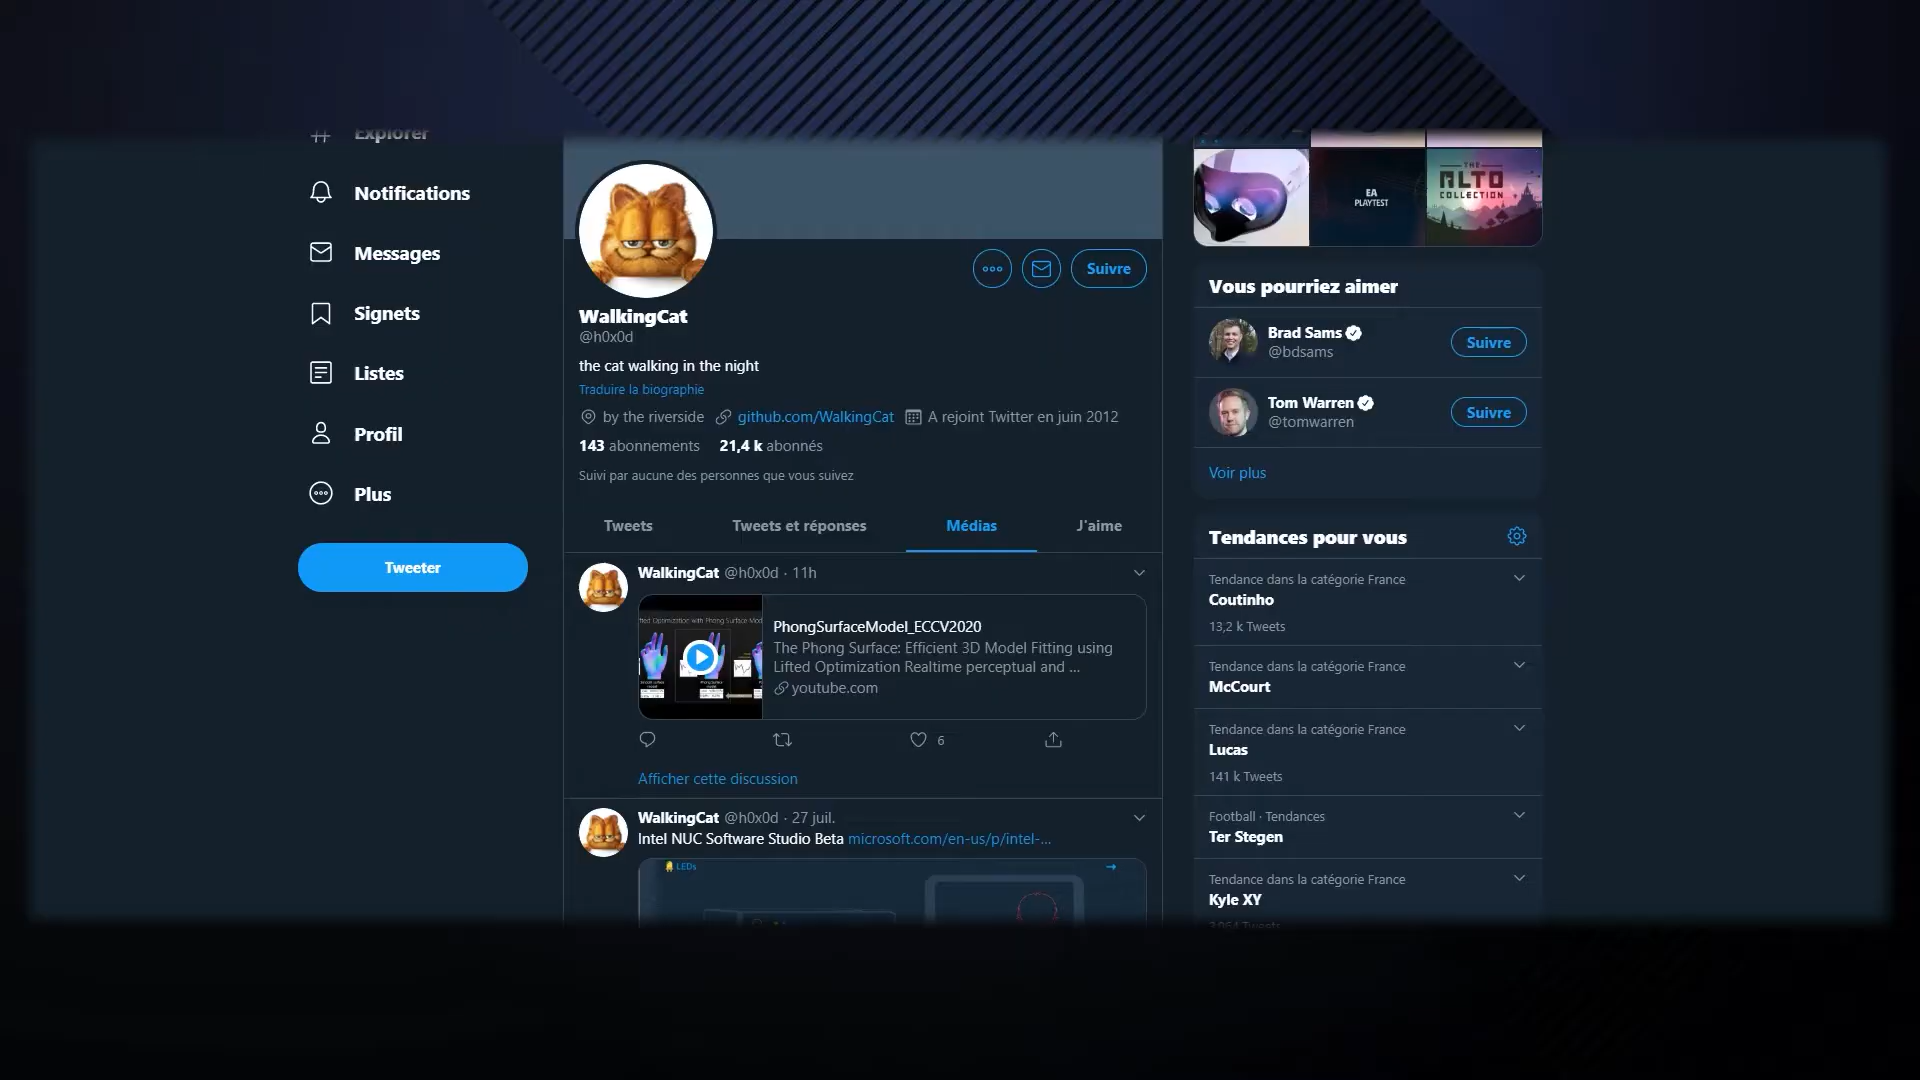 Explorer
Notifications
Messages
Signets
Listes
Profil
Plus
Tweeter
Suivre
WalkingCat
@h0x0d
the cat walking in the night
Traduire la biographie
by the riverside github.com/WalkingCat A rejoint Twitter en juin 2012
143 abonnements 21,4 k abonnés
Suivi par aucune des personnes que vous suivez
Tweets Tweets et réponses Médias J'aime
WalkingCat @h0x0d · 11h
PhongSurfaceModel_ECCV2020
The Phong Surface: Efficient 3D Model Fitting using
Lifted Optimization Realtime perceptual and ...
youtube.com
6
Afficher cette discussion
WalkingCat @h0x0d · 27 juil.
Intel NUC Software Studio Beta microsoft.com/en-us/p/intel-...
LEDs
EA
PLAYTEST
THE
ALTO
COLLECTION
Vous pourriez aimer
Brad Sams
@bdsams
Suivre
Tom Warren
@tomwarren
Suivre
Voir plus
Tendances pour vous
Tendance dans la catégorie France
Coutinho
13,2 k Tweets
Tendance dans la catégorie France
McCourt
Tendance dans la catégorie France
Lucas
141 k Tweets
Football · Tendances
Ter Stegen
Tendance dans la catégorie France
Kyle XY
3 964 Tweets